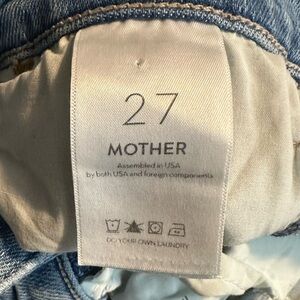 27
MOTHER
Assembled in USA
by both USA and foreign components
DO YOUR OWN LAUNDRY